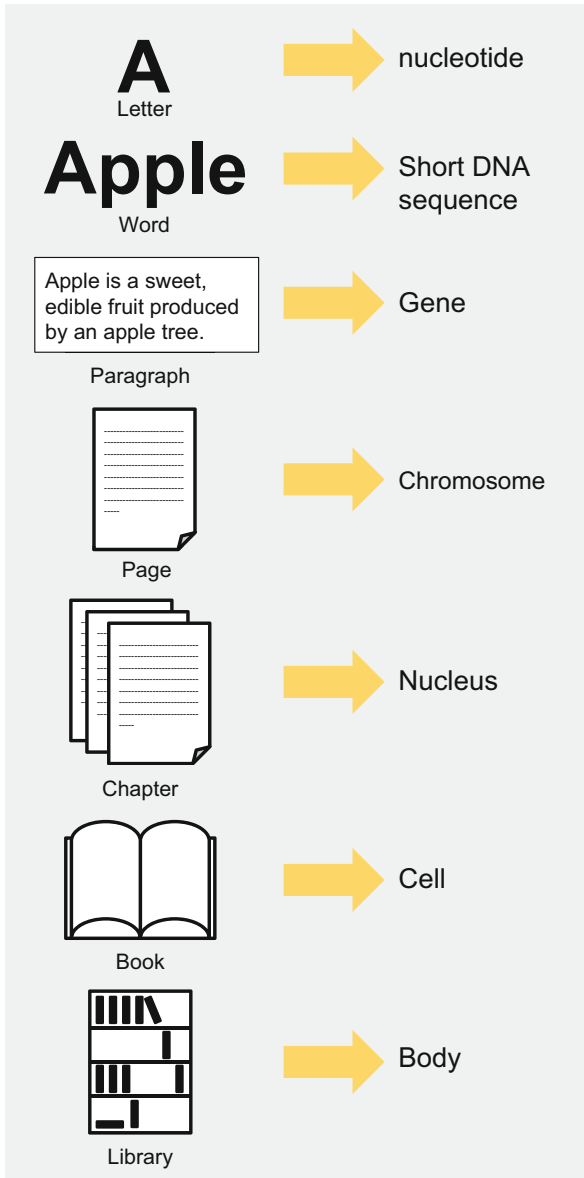 A
Letter
nucleotide
Apple
Word
Short DNA
sequence
Apple is a sweet,
edible fruit produced
by an apple tree.
Paragraph
Gene
Page
Chromosome
Chapter
Nucleus
Book
Cell
Library
Body